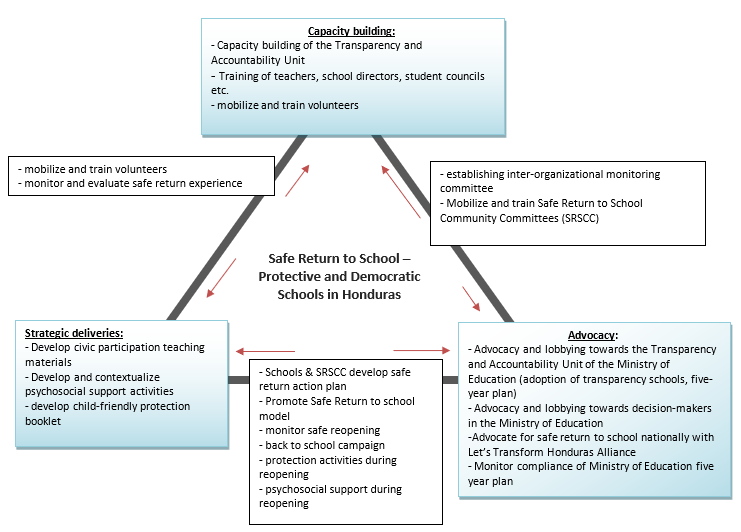 Capacity building:
- Capacity building of the Transparency and
Accountability Unit
- Training of teachers, school directors, student councils
etc.
- mobilize and train volunteers
- mobilize and train volunteers
- monitor and evaluate safe return experience
- establishing inter-organizational monitoring
committee
- Mobilize and train Safe Return to School
Community Committees (SRSCC)
Safe Return to School –
Protective and Democratic
Schools in Honduras
Strategic deliveries:
- Develop civic participation teaching
materials
- Develop and contextualize
psychosocial support activities
- develop child-friendly protection
booklet
- Schools & SRSCC develop safe
return action plan
- Promote Safe Return to school
model
- monitor safe reopening
- back to school campaign
- protection activities during
reopening
- psychosocial support during
reopening
Advocacy:
- Advocacy and lobbying towards the Transparency
and Accountability Unit of the Ministry of
Education (adoption of transparency schools, five-
year plan)
- Advocacy and lobbying towards decision-makers
in the Ministry of Education
-Advocate for safe return to school nationally with
Let’s Transform Honduras Alliance
- Monitor compliance of Ministry of Education five
year plan